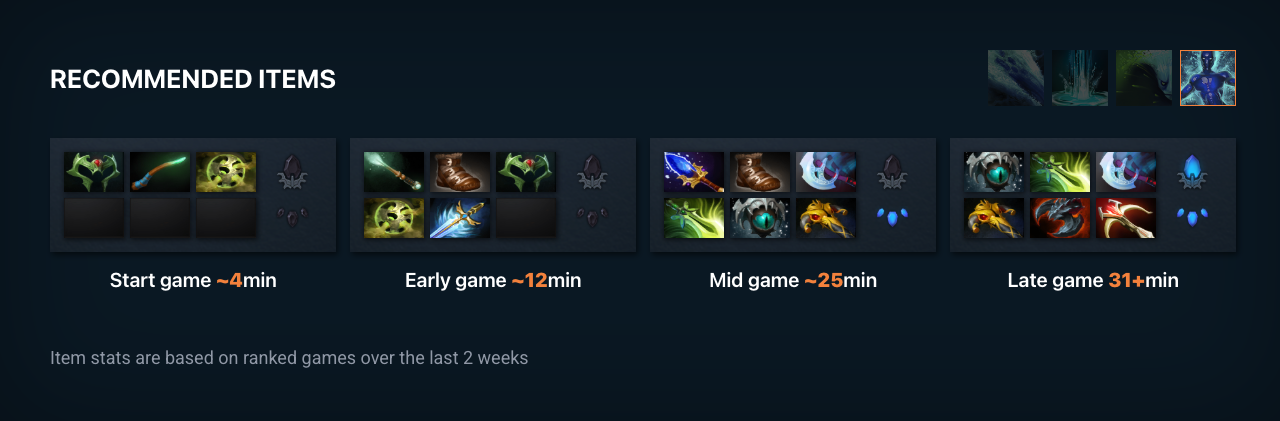 RECOMMENDED ITEMS
Start game ~4min
Early game ~12min
Mid game ~25min
Late game 31+min
Item stats are based on ranked games over the last 2 weeks